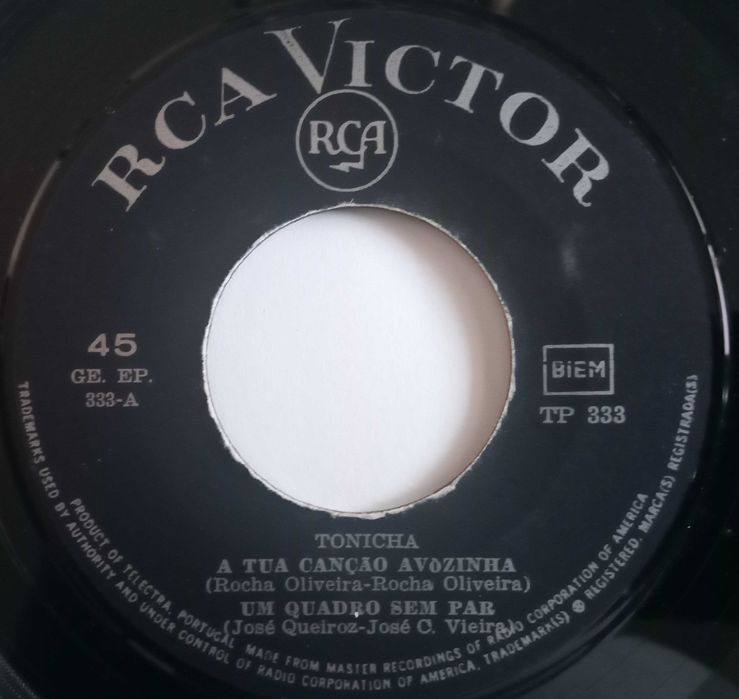 RCA VICTOR
RCA
45
GE. EP.
333-A
BIEM
TP 333
TONICHA
A TUA CANÇÃO AVòZINHA
(Rocha Oliveira-Rocha Oliveira)
UM QUADRO SEM PAR
(José Queiroz-José C. Vieira)
PRODUCT OF TELECTRA, PORTUGAL MADE FROM MASTER RECORDINGS OF RADIO CORPORATION OF AMERICA
TRADEMARKS USED BY AUTHORITY AND UNDER CONTROL OF RADIO CORPORATION OF AMERICA. TRADEMARK(S) ® REGISTERED. MARCA(S) REGISTRADA(S)